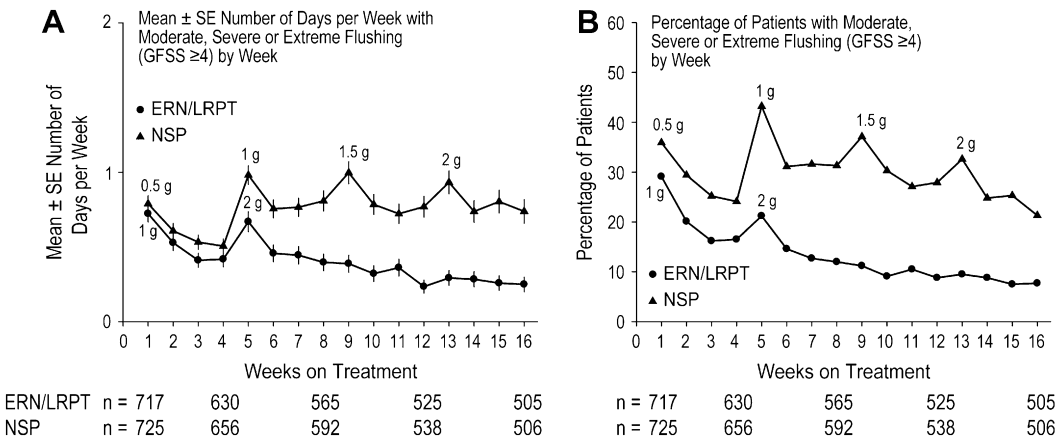 A
Mean ± SE Number of Days per Week with
Moderate, Severe or Extreme Flushing
(GFSS ≥4) by Week
2
1
0
Mean ± SE Number of
Days per Week
ERN/LRPT
NSP
0.5 g
1 g
1 g
2 g
1.5 g
2 g
0 1 2 3 4 5 6 7 8 9 10 11 12 13 14 15 16
Weeks on Treatment
B
Percentage of Patients with Moderate,
Severe or Extreme Flushing (GFSS ≥4)
by Week
60
50
40
30
20
10
0
Percentage of Patients
0.5 g
1 g
1 g
2 g
1.5 g
2 g
ERN/LRPT
NSP
0 1 2 3 4 5 6 7 8 9 10 11 12 13 14 15 16
Weeks on Treatment
ERN/LRPT n = 717 630 565 525 505 n = 717 630 565 525 505
NSP n = 725 656 592 538 506 n = 725 656 592 538 506